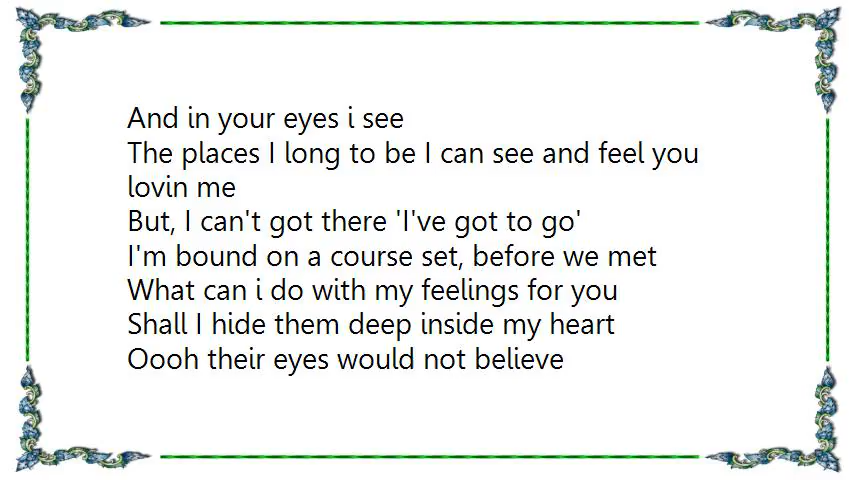 And in your eyes i see
The places I long to be I can see and feel you
lovin me
But, I can't got there 'I've got to go'
I'm bound on a course set, before we met
What can i do with my feelings for you
Shall I hide them deep inside my heart
Oooh their eyes would not believe